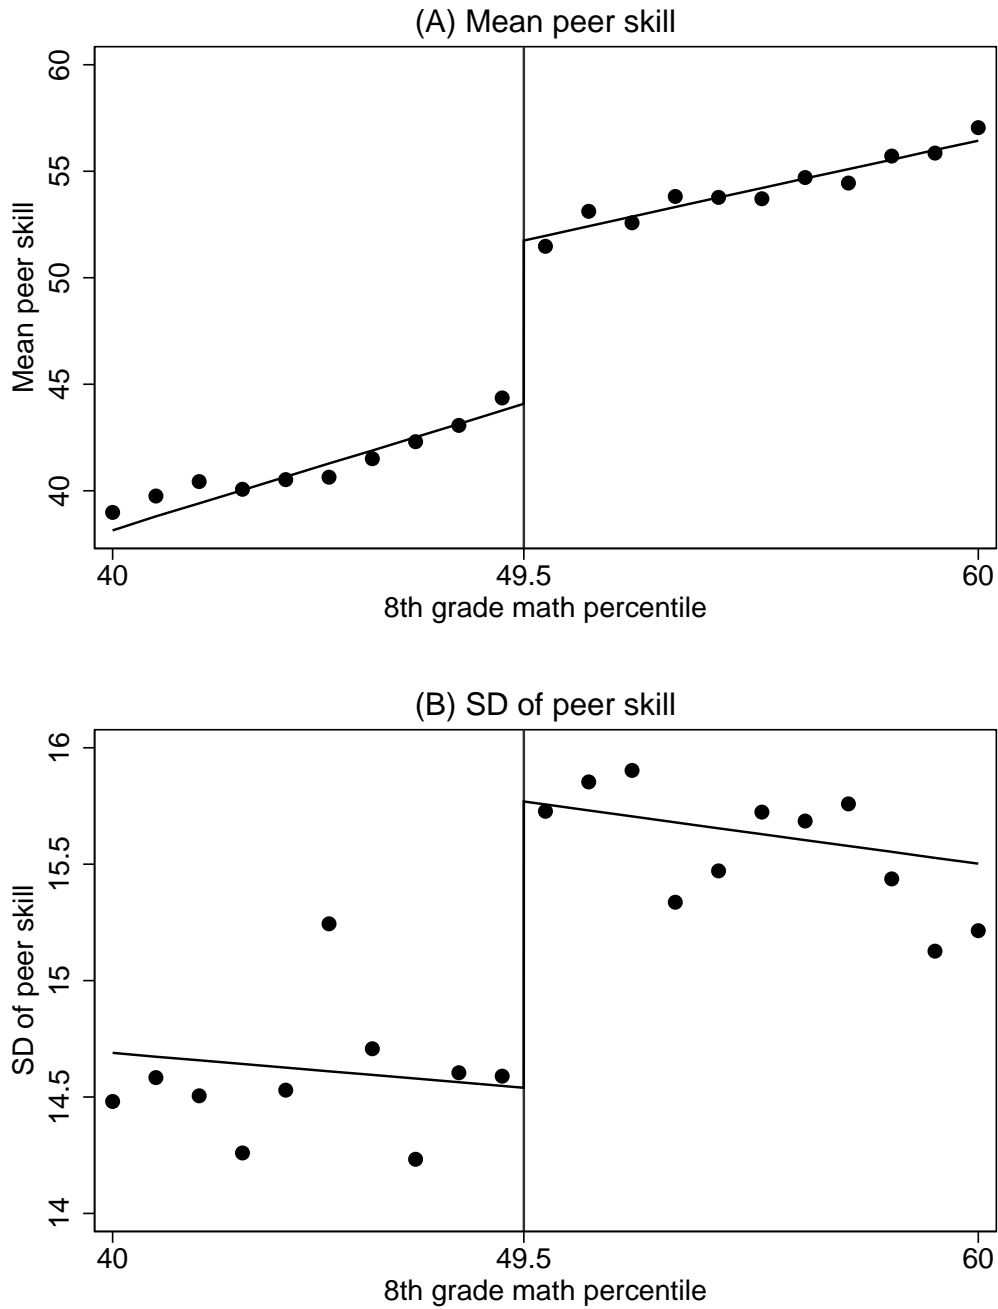 (A) Mean peer skill
60
55
50
45
40
Mean peer skill
40 49.5 60
8th grade math percentile
(B) SD of peer skill
16
15.5
15
14.5
14
SD of peer skill
40 49.5 60
8th grade math percentile